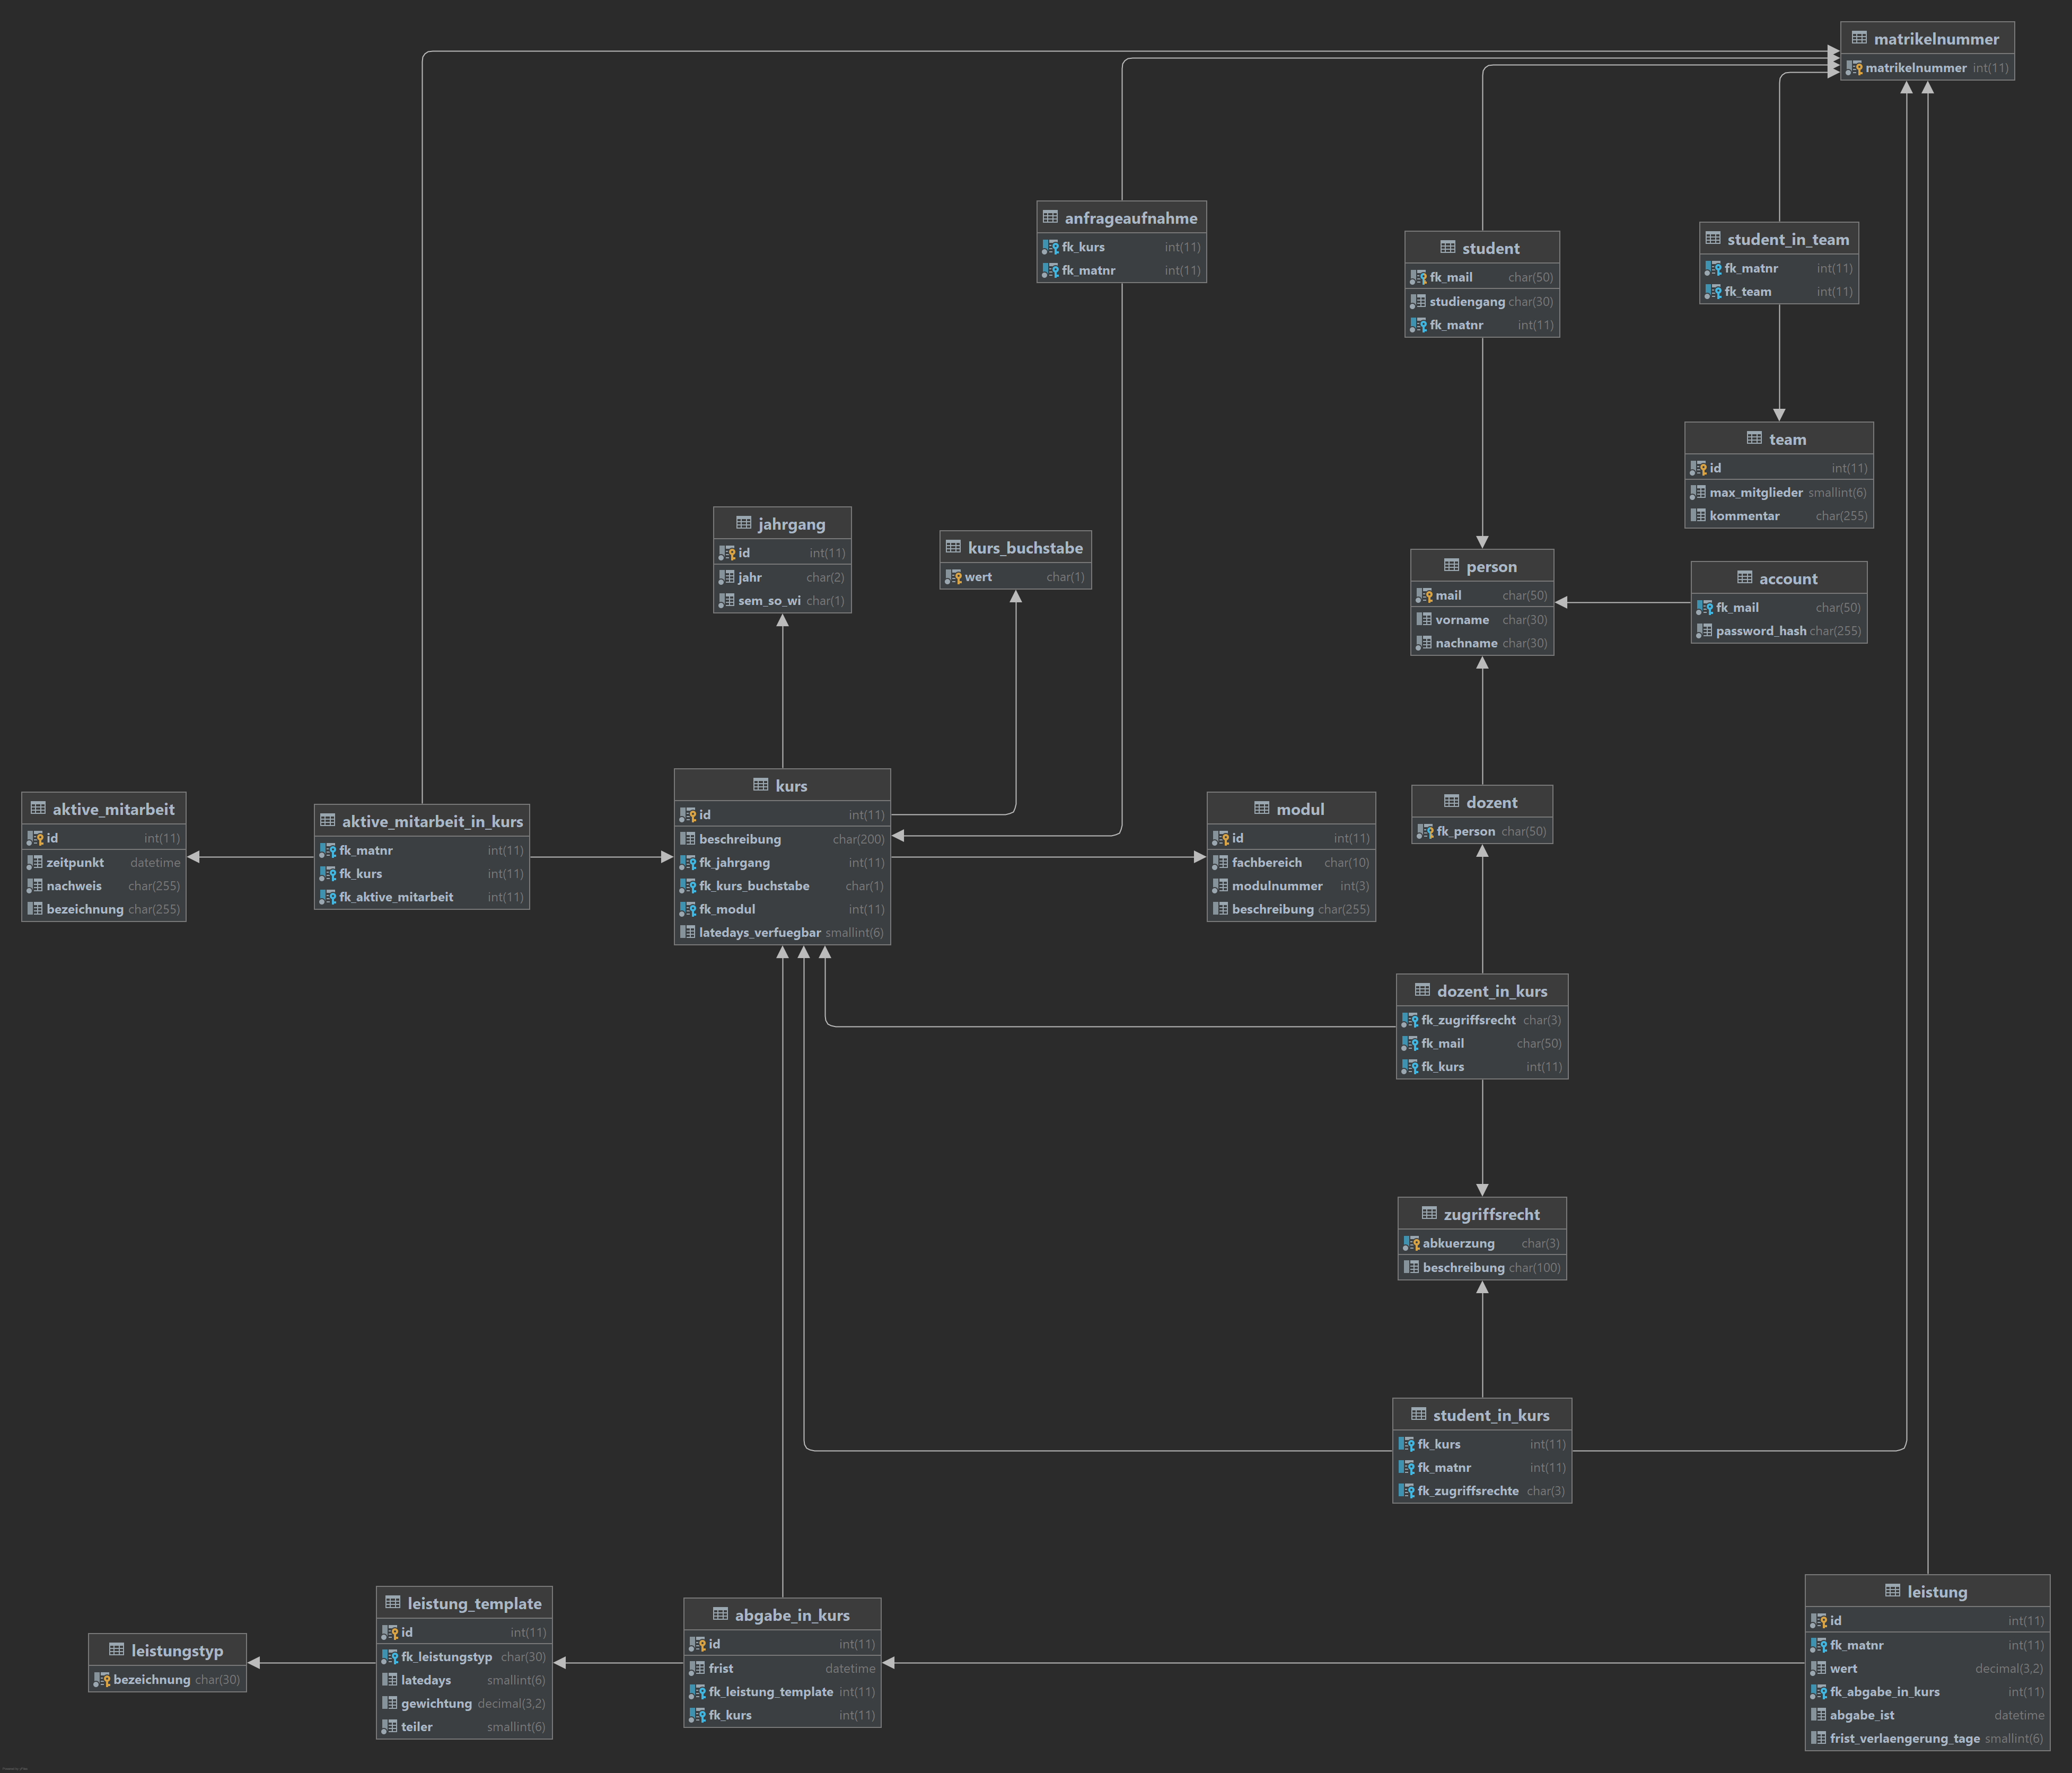 matrikelnummer
matrikelnummer int(11)
anfrageaufnahme
fk_kurs int(11)
fk_matnr int(11)
student
fk_mail char(50)
studiengang char(30)
fk_matnr int(11)
student_in_team
fk_matnr int(11)
fk_team int(11)
team
id int(11)
max_mitglieder smallint(6)
kommentar char(255)
jahrgang
id int(11)
jahr char(2)
sem_so_wi char(1)
kurs_buchstabe
wert char(1)
person
mail char(50)
vorname char(30)
nachname char(30)
account
fk_mail char(50)
password_hash char(255)
aktive_mitarbeit
id int(11)
zeitpunkt datetime
nachweis char(255)
bezeichnung char(255)
aktive_mitarbeit_in_kurs
fk_matnr int(11)
fk_kurs int(11)
fk_aktive_mitarbeit int(11)
kurs
id int(11)
beschreibung char(200)
fk_jahrgang int(11)
fk_kurs_buchstabe char(1)
fk_modul int(11)
latedays_verfuegbar smallint(6)
modul
id int(11)
fachbereich char(10)
modulnummer int(3)
beschreibung char(255)
dozent
fk_person char(50)
dozent_in_kurs
fk_zugriffsrecht char(3)
fk_mail char(50)
fk_kurs int(11)
zugriffsrecht
abkuerzung char(3)
beschreibung char(100)
student_in_kurs
fk_kurs int(11)
fk_matnr int(11)
fk_zugriffsrechte char(3)
leistungstyp
bezeichnung char(30)
leistung_template
id int(11)
fk_leistungstyp char(30)
latedays smallint(6)
gewichtung decimal(3,2)
teiler smallint(6)
abgabe_in_kurs
id int(11)
frist datetime
fk_leistung_template int(11)
fk_kurs int(11)
leistung
id int(11)
fk_matnr int(11)
wert decimal(3,2)
fk_abgabe_in_kurs int(11)
abgabe_ist datetime
frist_verlaengerung_tage smallint(6)